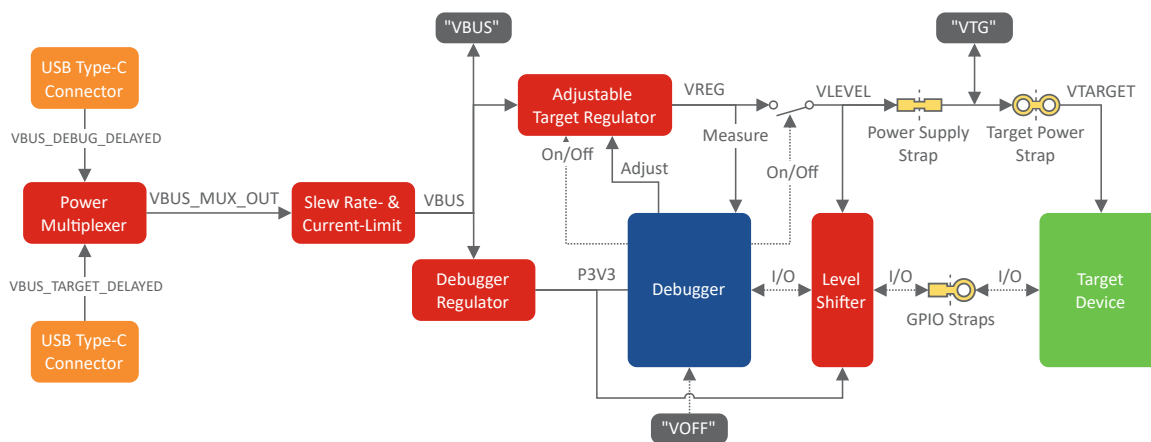 "VBUS"
"VTG"
USB Type-C
Connector
VBUS_DEBUG_DELAYED
Power
Multiplexer
VBUS_MUX_OUT
VBUS_TARGET_DELAYED
USB Type-C
Connector
Slew Rate- &
Current-Limit
VBUS
Adjustable
Target Regulator
VREG
VLEVEL
VTARGET
Measure
On/Off
On/Off
Adjust
Power Supply
Strap
Target Power
Strap
Debugger
Regulator
P3V3
Debugger
I/O
Level
Shifter
I/O
GPIO Straps
I/O
Target
Device
"VOFF"